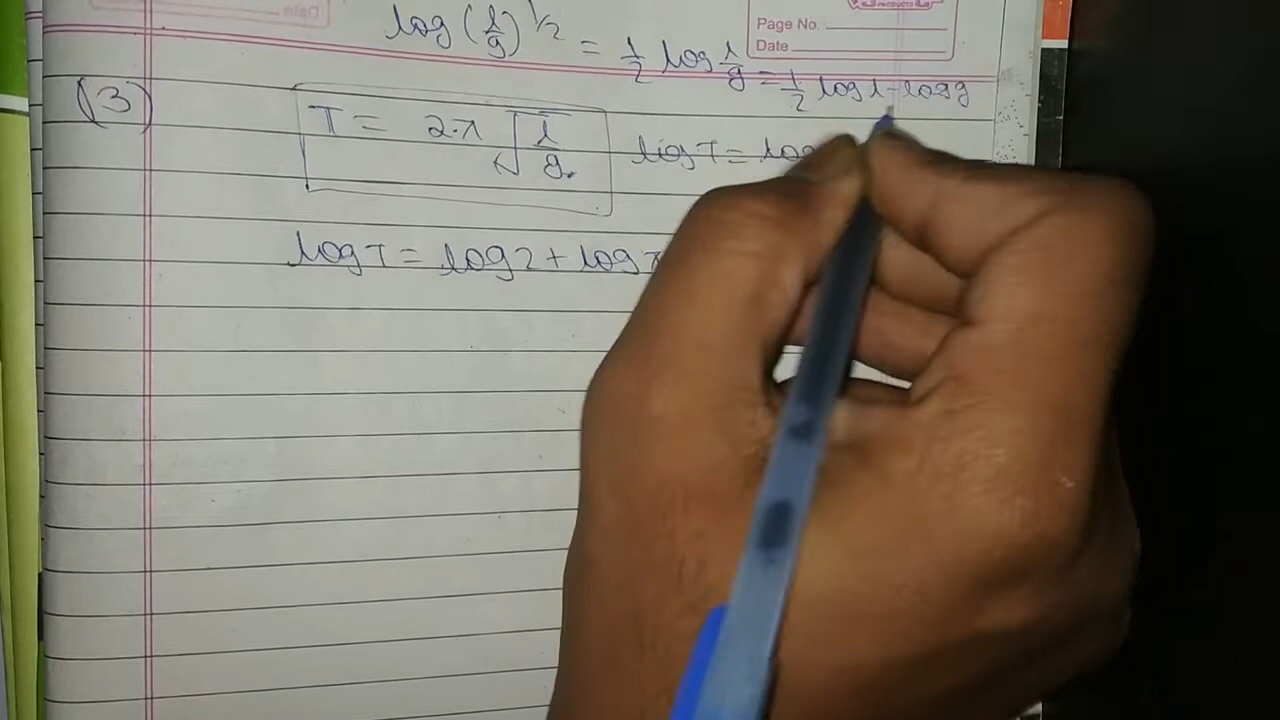 log (l/g)^1/2 = 1/2 log l/g = 1/2 log l - log g
Page No.
Date
(3) T = 2·π √l/g. log T = log
log T = log 2 + log π